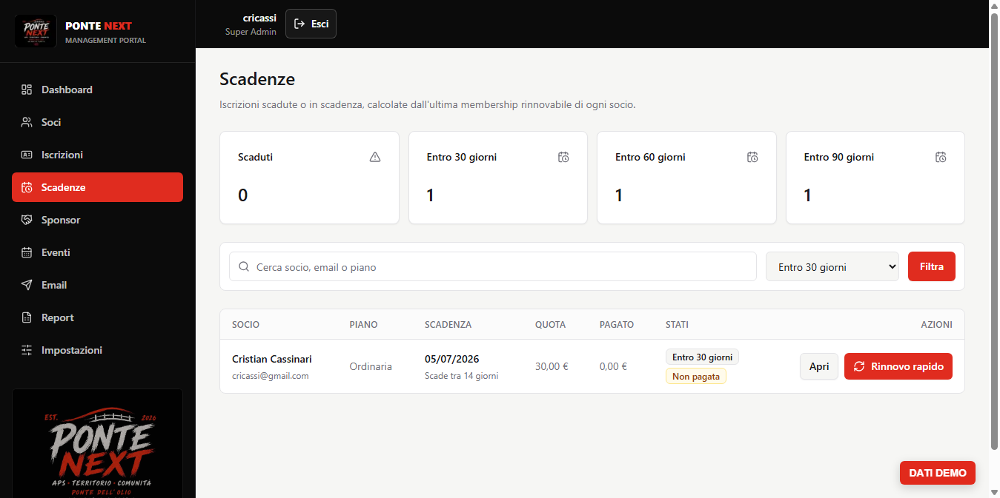 PONTE NEXT
PONTE NEXT
MANAGEMENT PORTAL
cricassi
Super Admin
Esci
Dashboard
Soci
Iscrizioni
Scadenze
Sponsor
Eventi
Email
Report
Impostazioni
EST. 2026
PONTE
NEXT
APS • TERRITORIO • COMUNITÀ
PONTE DELL'OLIO
Scadenze
Iscrizioni scadute o in scadenza, calcolate dall'ultima membership rinnovabile di ogni socio.
Scaduti
0
Entro 30 giorni
1
Entro 60 giorni
1
Entro 90 giorni
1
Cerca socio, email o piano
Entro 30 giorni
Filtra
SOCIO PIANO SCADENZA QUOTA PAGATO STATI AZIONI
Cristian Cassinari
cricassi@gmail.com
Ordinaria
05/07/2026
Scade tra 14 giorni
30,00 €
0,00 €
Entro 30 giorni
Non pagata
Apri
Rinnovo rapido
DATI DEMO